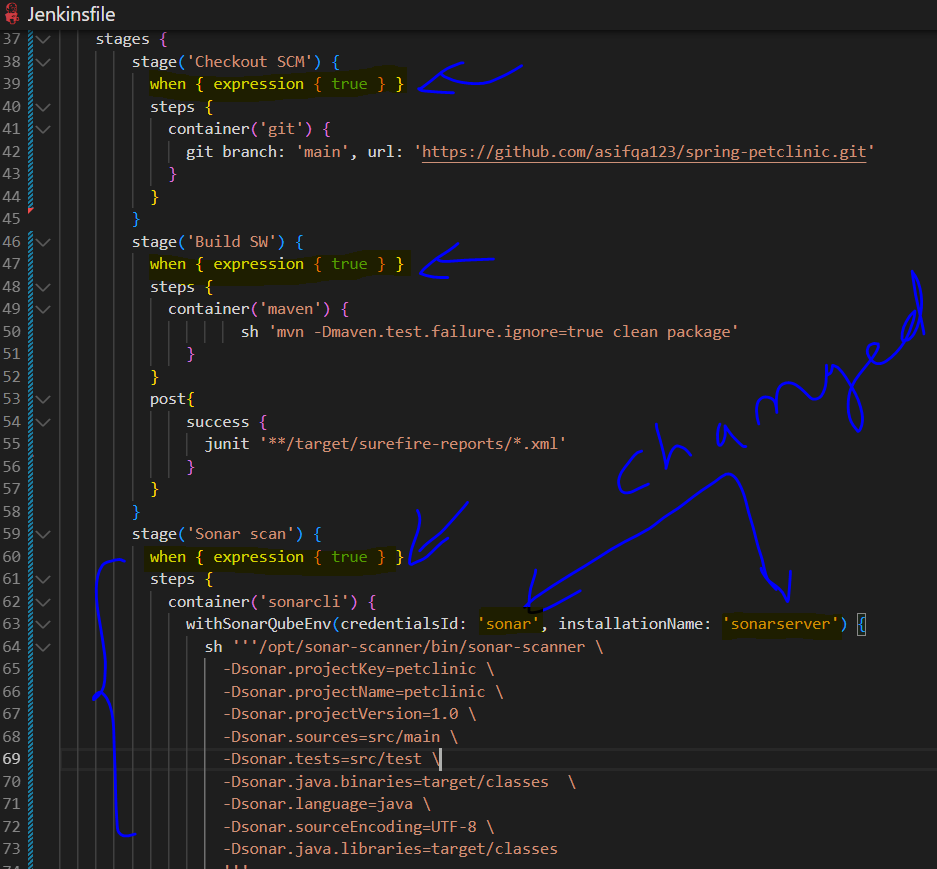 Jenkinsfile
37 stages {
38 stage('Checkout SCM') {
39 when { expression { true } }
40 steps {
41 container('git') {
42 git branch: 'main', url: 'https://github.com/asifqa123/spring-petclinic.git'
43 }
44 }
45 }
46 stage('Build SW') {
47 when { expression { true } }
48 steps {
49 container('maven') {
50 sh 'mvn -Dmaven.test.failure.ignore=true clean package'
51 }
52 }
53 post{
54 success {
55 junit '**/target/surefire-reports/*.xml'
56 }
57 }
58 }
changed
59 stage('Sonar scan') {
60 when { expression { true } }
61 steps {
62 container('sonarcli') {
63 withSonarQubeEnv(credentialsId: 'sonar', installationName: 'sonarserver') {
64 sh '''/opt/sonar-scanner/bin/sonar-scanner \
65 -Dsonar.projectKey=petclinic \
66 -Dsonar.projectName=petclinic \
67 -Dsonar.projectVersion=1.0 \
68 -Dsonar.sources=src/main \
69 -Dsonar.tests=src/test \
70 -Dsonar.java.binaries=target/classes  \
71 -Dsonar.language=java \
72 -Dsonar.sourceEncoding=UTF-8 \
73 -Dsonar.java.libraries=target/classes